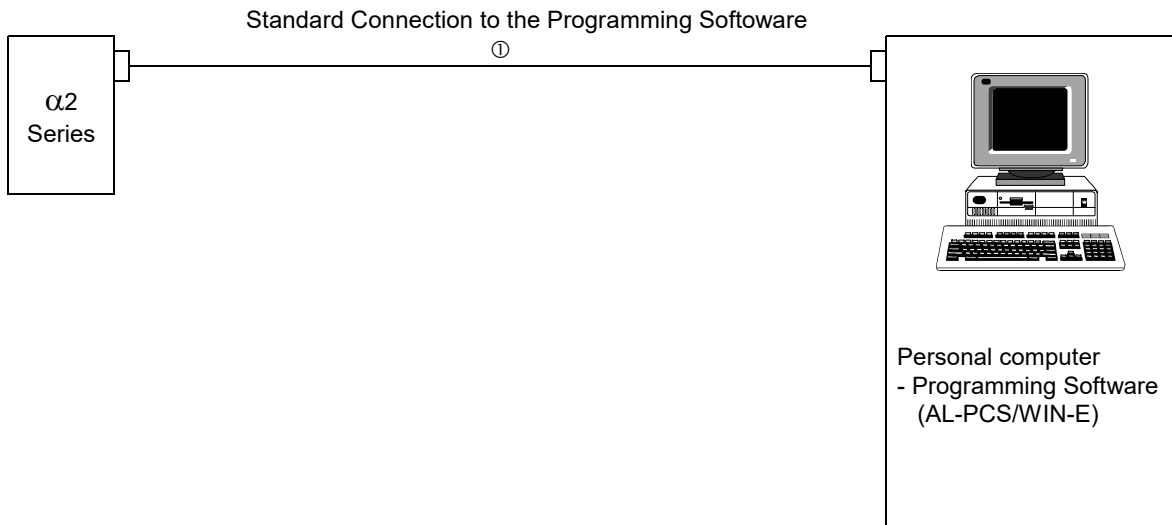 Standard Connection to the Programming Softoware
①
α2
Series
Personal computer
- Programming Software
(AL-PCS/WIN-E)